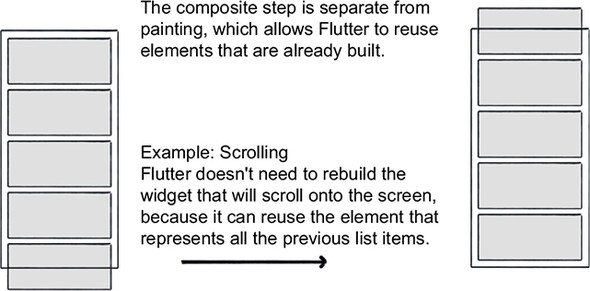 The composite step is separate from
painting, which allows Flutter to reuse
elements that are already built.
Example: Scrolling
Flutter doesn't need to rebuild the
widget that will scroll onto the screen,
because it can reuse the element that
represents all the previous list items.